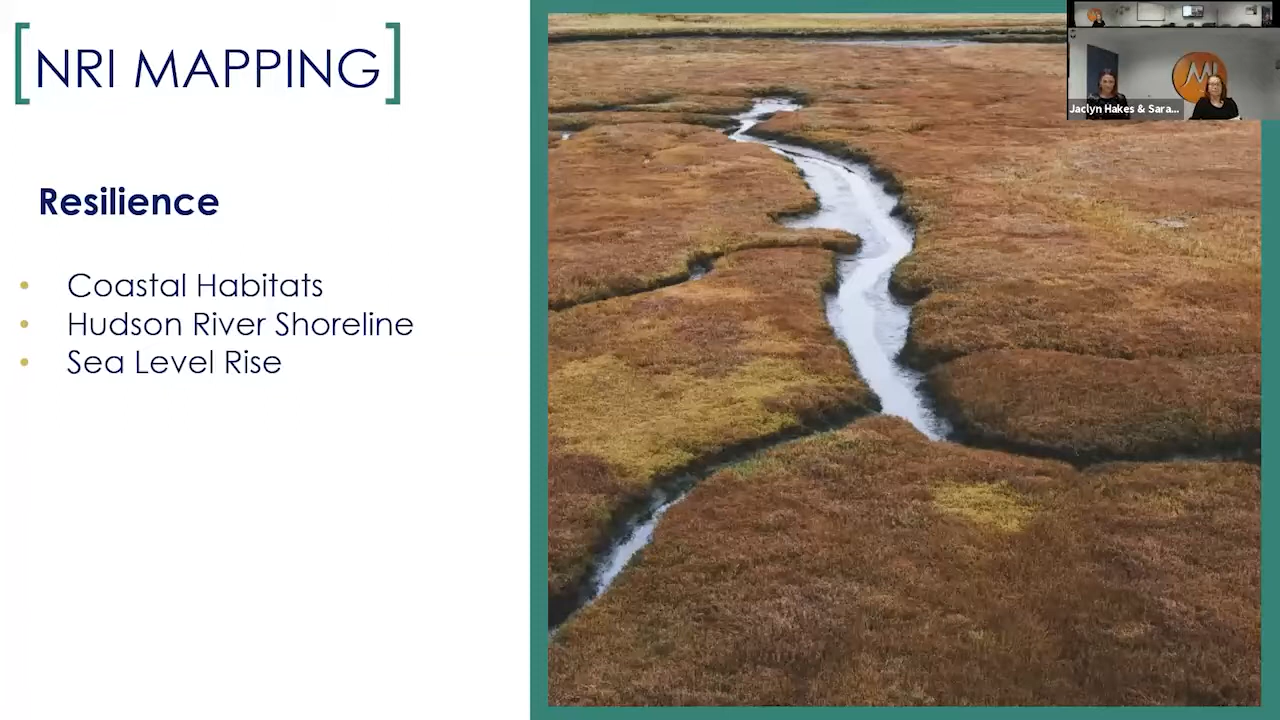 [NRI MAPPING]
Resilience
• Coastal Habitats
• Hudson River Shoreline
• Sea Level Rise
Jaclyn Hakes & Sara...